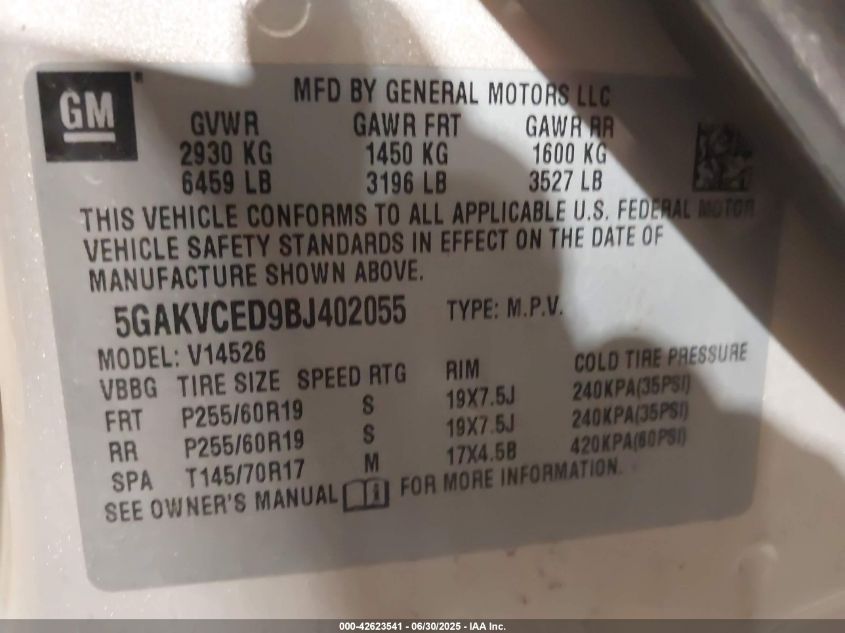 GM
MFD BY GENERAL MOTORS LLC
GVWR GAWR FRT GAWR RR
2930 KG 1450 KG 1600 KG
6459 LB 3196 LB 3527 LB
THIS VEHICLE CONFORMS TO ALL APPLICABLE U.S. FEDERAL MOTOR
VEHICLE SAFETY STANDARDS IN EFFECT ON THE DATE OF
MANUFACTURE SHOWN ABOVE.
5GAKVCED9BJ402055 TYPE: M.P.V.
MODEL: V14526
VBBG TIRE SIZE SPEED RTG RIM COLD TIRE PRESSURE
FRT P255/60R19 S 19X7.5J 240KPA(35PSI)
RR P255/60R19 S 19X7.5J 240KPA(35PSI)
SPA T145/70R17 M 17X4.5B 420KPA(60PSI)
SEE OWNER'S MANUAL FOR MORE INFORMATION.
000-42623541 - 06/30/2025 - IAA Inc.